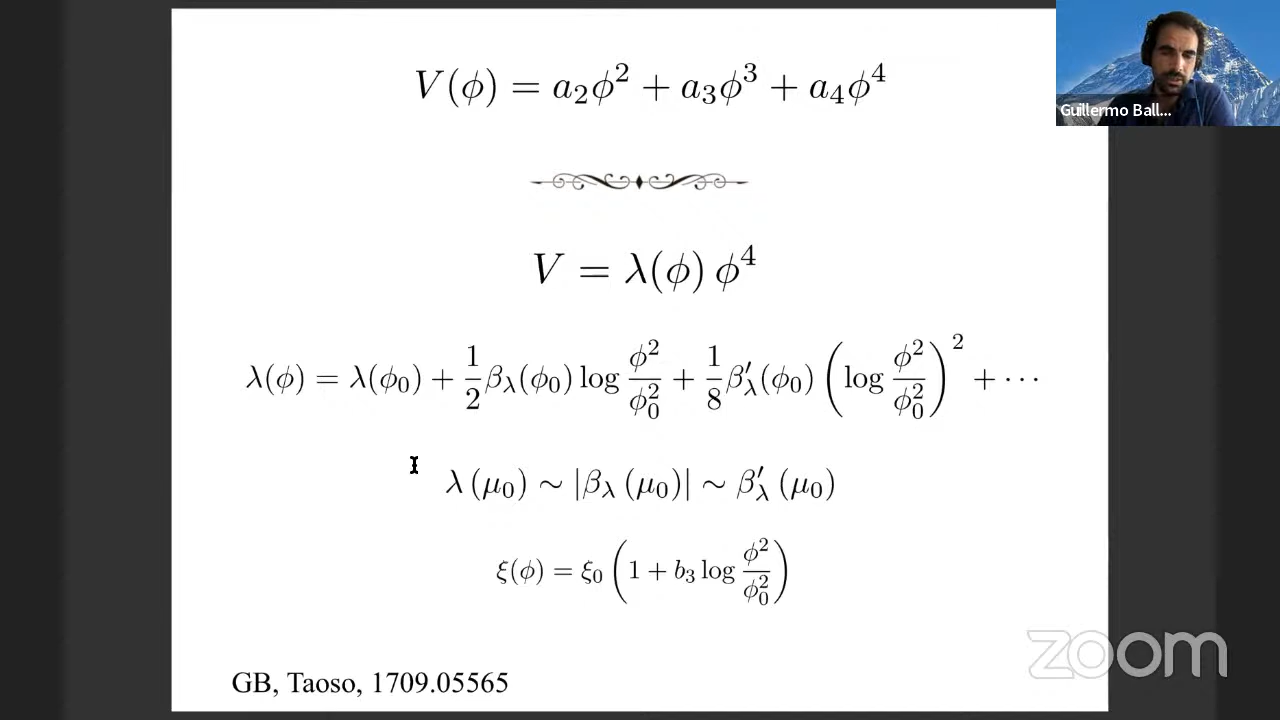 V(ϕ) = a₂ϕ² + a₃ϕ³ + a₄ϕ⁴
Guillermo Ball...
V = λ(ϕ) ϕ⁴
λ(ϕ) = λ(ϕ₀) + 1/2 β_λ(ϕ₀) log ϕ²/ϕ₀² + 1/8 β′_λ(ϕ₀) (log ϕ²/ϕ₀²)² + ···
λ (μ₀) ∼ |β_λ (μ₀)| ∼ β′_λ (μ₀)
ξ(ϕ) = ξ₀ (1 + b₃ log ϕ²/ϕ₀²)
zoom
GB, Taoso, 1709.05565